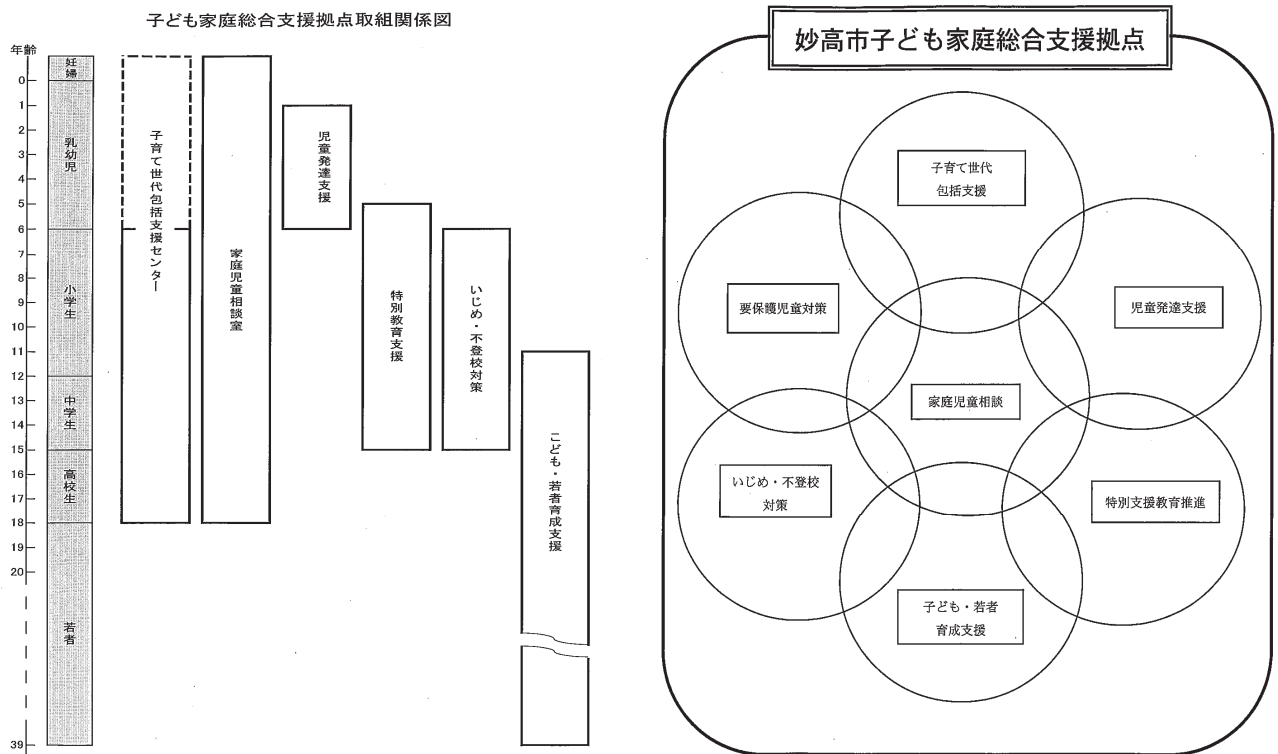 子ども家庭総合支援拠点取組関係図
年齢
妊婦
0
1
2
3
4
5
6
7
8
9
10
11
12
13
14
15
16
17
18
19
20
39
乳幼児
小学生
中学生
高校生
若者
子育て世代包括支援センター
家庭児童相談室
児童発達支援
特別教育支援
いじめ・不登校対策
こども・若者育成支援
妙高市子ども家庭総合支援拠点
子育て世代
包括支援
要保護児童対策
児童発達支援
家庭児童相談
いじめ・不登校
対策
特別支援教育推進
子ども・若者
育成支援